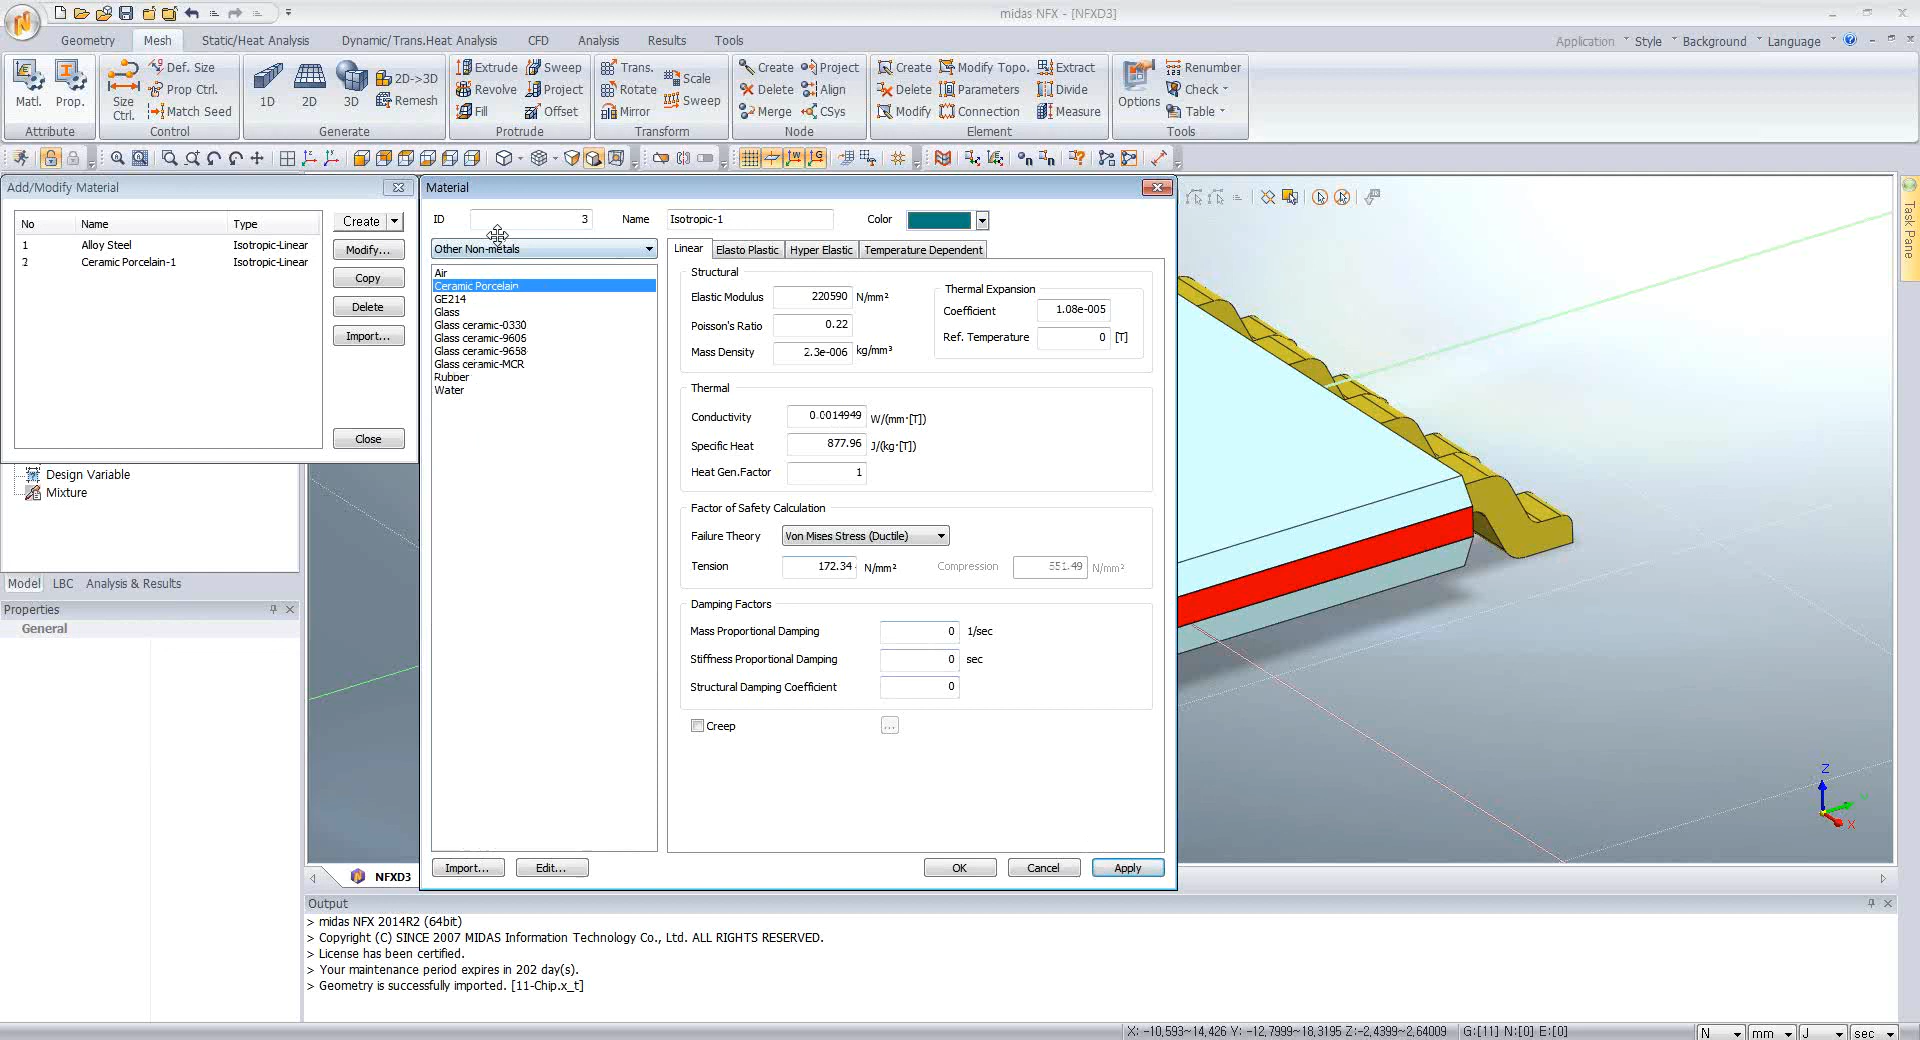 midas NFX - [NFXD3]
Geometry Mesh Static/Heat Analysis Dynamic/Trans.Heat Analysis CFD Analysis Results Tools
Application Style Background Language
Matl. Prop.
Attribute
Size Ctrl.
Def. Size
Prop Ctrl.
Match Seed
Control
1D 2D 3D
2D->3D
Remesh
Generate
Extrude Sweep
Revolve Project
Fill Offset
Protrude
Trans.
Rotate
Mirror
Scale
Sweep
Transform
Create Project
Delete Align
Merge CSys
Node
Create Modify Topo. Extract
Delete Parameters Divide
Modify Connection Measure
Element
Options
Renumber
Check
Table
Tools
Add/Modify Material
No Name Type
1 Alloy Steel Isotropic-Linear
2 Ceramic Porcelain-1 Isotropic-Linear
Create
Modify...
Copy
Delete
Import...
Close
Design Variable
Mixture
Model LBC Analysis & Results
Properties
General
Material
ID 3 Name Isotropic-1 Color
Other Non-metals
Air
Ceramic Porcelain
GE214
Glass
Glass ceramic-0330
Glass ceramic-9605
Glass ceramic-9658
Glass ceramic-MCR
Rubber
Water
Linear Elasto Plastic Hyper Elastic Temperature Dependent
Structural
Elastic Modulus 220590 N/mm²
Poisson's Ratio 0.22
Mass Density 2.3e-006 kg/mm³
Thermal Expansion
Coefficient 1.08e-005
Ref. Temperature 0 [T]
Thermal
Conductivity 0.0014949 W/(mm·[T])
Specific Heat 877.96 J/(kg·[T])
Heat Gen.Factor 1
Factor of Safety Calculation
Failure Theory Von Mises Stress (Ductile)
Tension 172.34 N/mm² Compression 551.49 N/mm²
Damping Factors
Mass Proportional Damping 0 1/sec
Stiffness Proportional Damping 0 sec
Structural Damping Coefficient 0
Creep ...
Import... Edit... OK Cancel Apply
Task Pane
Z
X
NFXD3
Output
> midas NFX 2014R2 (64bit)
> Copyright (C) SINCE 2007 MIDAS Information Technology Co., Ltd. ALL RIGHTS RESERVED.
> License has been certified.
> Your maintenance period expires in 202 day(s).
> Geometry is successfully imported. [11-Chip.x_t]
X: -10,593~14,426 Y: -12,7999~18,3195 Z:-2,4399~2,64009 G:[11] N:[0] E:[0]
N mm J sec